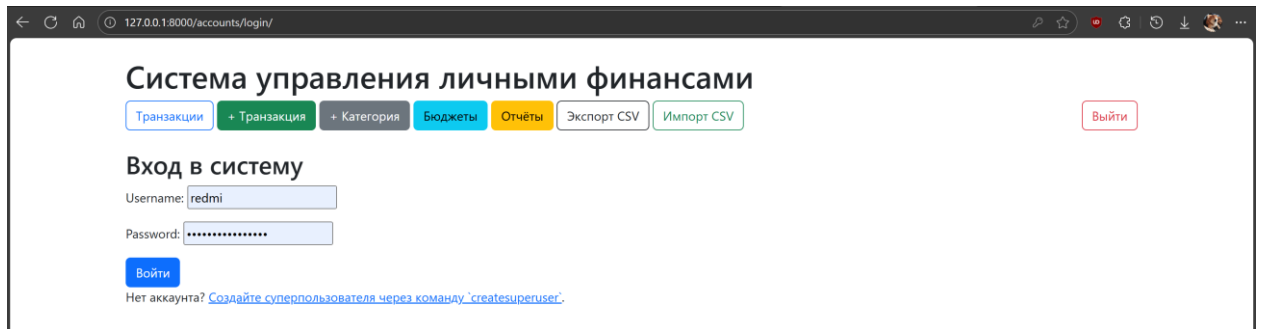 127.0.0.1:8000/accounts/login/
Система управления личными финансами
Транзакции + Транзакция + Категория Бюджеты Отчёты Экспорт CSV Импорт CSV Выйти
Вход в систему
Username: redmi
Password: ••••••••••••••••
Войти
Нет аккаунта? Создайте суперпользователя через команду `createsuperuser`.